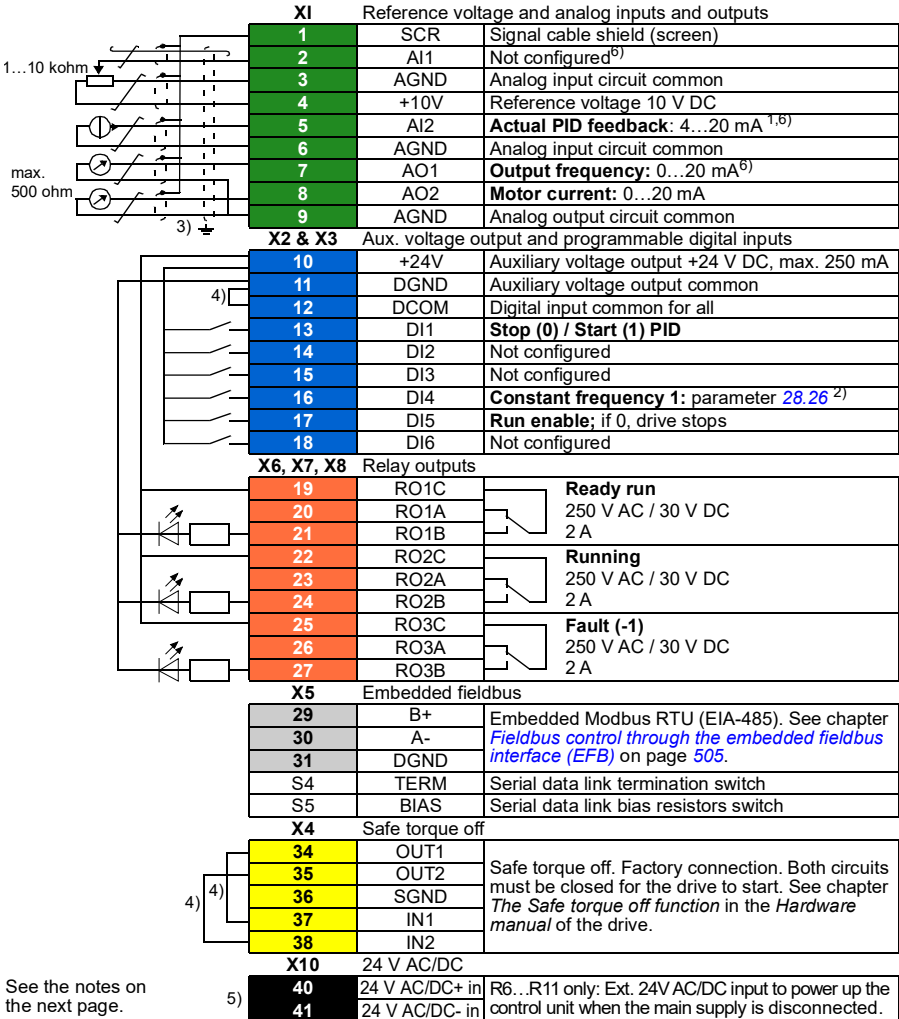 XI Reference voltage and analog inputs and outputs
1 SCR Signal cable shield (screen)
1…10 kohm
2 AI1 Not configured6)
3 AGND Analog input circuit common
4 +10V Reference voltage 10 V DC
5 AI2 Actual PID feedback: 4…20 mA 1,6)
6 AGND Analog input circuit common
max.
500 ohm
7 AO1 Output frequency: 0…20 mA6)
8 AO2 Motor current: 0…20 mA
9 AGND Analog output circuit common
3)
X2 & X3 Aux. voltage output and programmable digital inputs
10 +24V Auxiliary voltage output +24 V DC, max. 250 mA
11 DGND Auxiliary voltage output common
4)
12 DCOM Digital input common for all
13 DI1 Stop (0) / Start (1) PID
14 DI2 Not configured
15 DI3 Not configured
16 DI4 Constant frequency 1: parameter 28.26 2)
17 DI5 Run enable; if 0, drive stops
18 DI6 Not configured
X6, X7, X8 Relay outputs
19 RO1C Ready run
20 RO1A 250 V AC / 30 V DC
21 RO1B 2 A
22 RO2C Running
23 RO2A 250 V AC / 30 V DC
24 RO2B 2 A
25 RO3C Fault (-1)
26 RO3A 250 V AC / 30 V DC
27 RO3B 2 A
X5 Embedded fieldbus
29 B+
30 A-
31 DGND
Embedded Modbus RTU (EIA-485). See chapter
Fieldbus control through the embedded fieldbus
interface (EFB) on page 505.
S4 TERM Serial data link termination switch
S5 BIAS Serial data link bias resistors switch
X4 Safe torque off
34 OUT1
35 OUT2
36 SGND
37 IN1
38 IN2
4)
4)
Safe torque off. Factory connection. Both circuits
must be closed for the drive to start. See chapter
The Safe torque off function in the Hardware
manual of the drive.
X10 24 V AC/DC
40 24 V AC/DC+ in
41 24 V AC/DC- in
R6…R11 only: Ext. 24V AC/DC input to power up the
control unit when the main supply is disconnected.
5)
See the notes on
the next page.